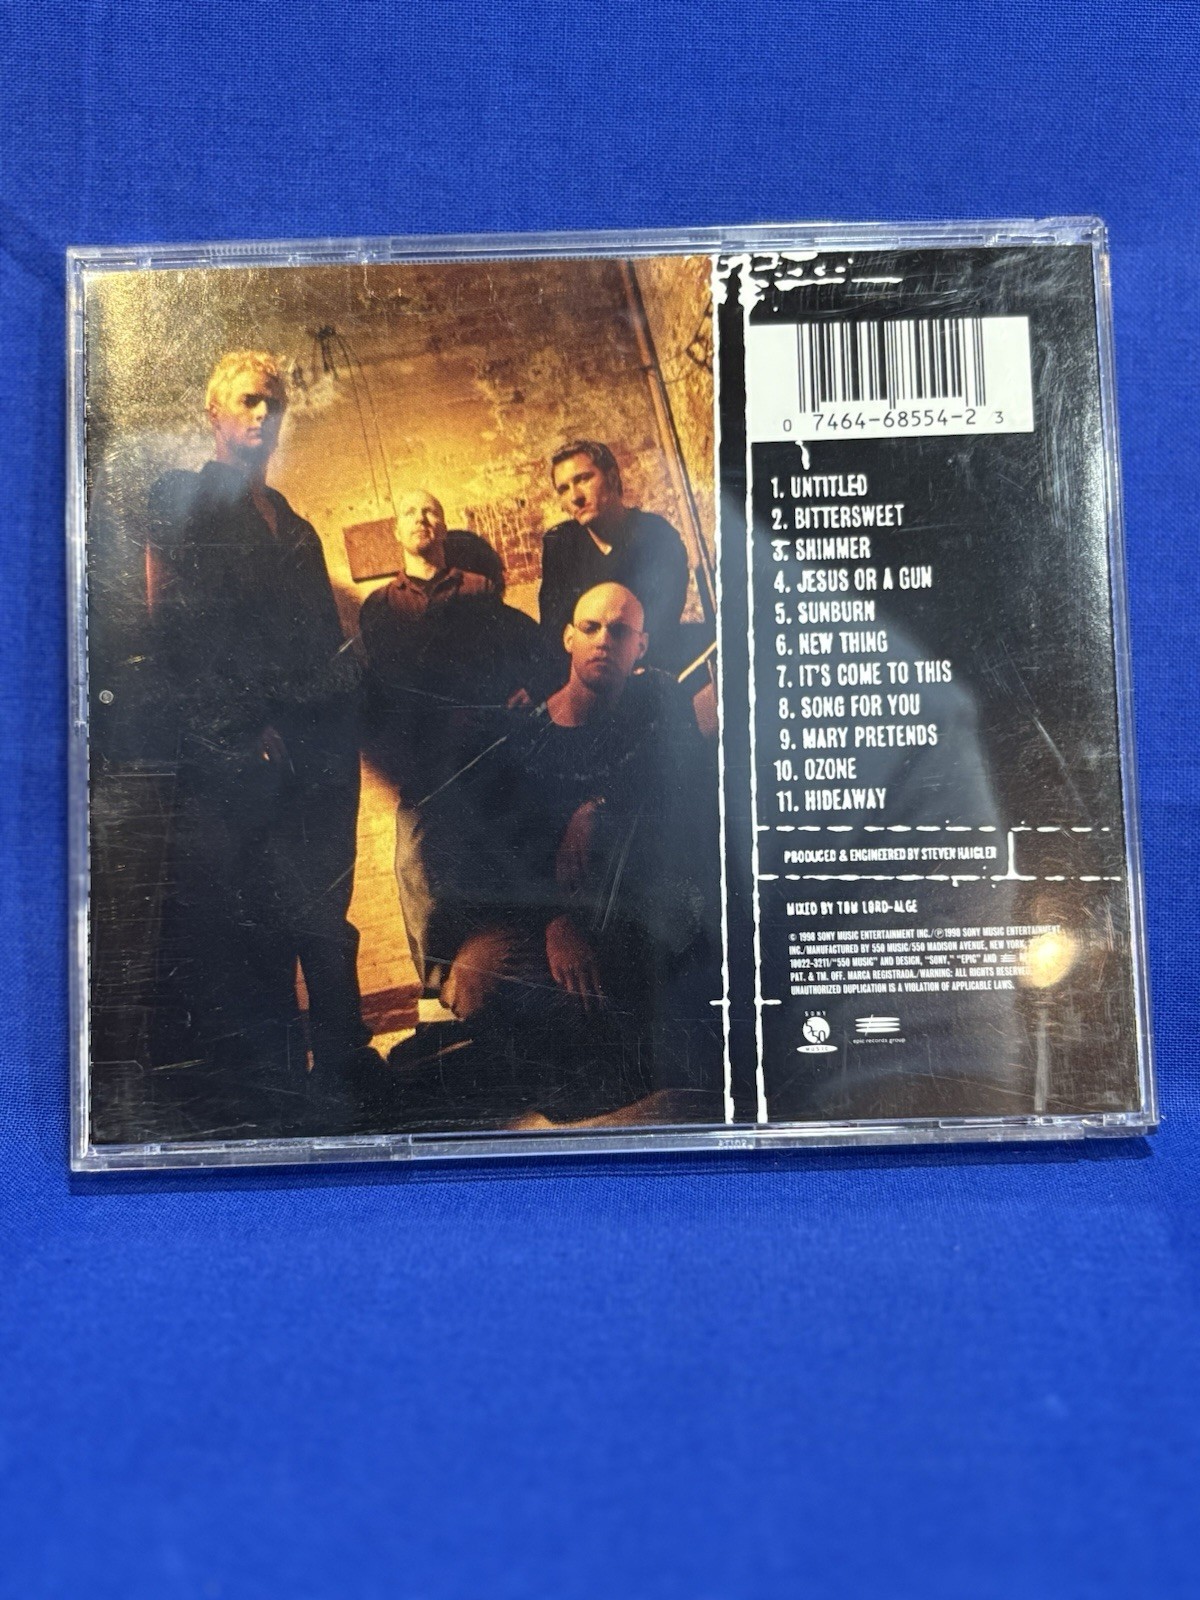 0 7464-68554-2 3
1. UNTITLED
2. BITTERSWEET
3. SHIMMER
4. JESUS OR A GUN
5. SUNBURN
6. NEW THING
7. IT'S COME TO THIS
8. SONG FOR YOU
9. MARY PRETENDS
10. OZONE
11. HIDEAWAY
PRODUCED & ENGINEERED BY STEVEN HAIGLER
MIXED BY TOM LORD-ALGE
© 1998 SONY MUSIC ENTERTAINMENT INC./℗ 1998 SONY MUSIC ENTERTAINMENT
INC./MANUFACTURED BY 550 MUSIC/550 MADISON AVENUE, NEW YORK,
10022-3211/"550 MUSIC" AND DESIGN, "SONY," "EPIC" AND
PAT. & TM. OFF. MARCA REGISTRADA./WARNING: ALL RIGHTS RESERVED.
UNAUTHORIZED DUPLICATION IS A VIOLATION OF APPLICABLE LAWS.
SONY
550
MUSIC
epic records group